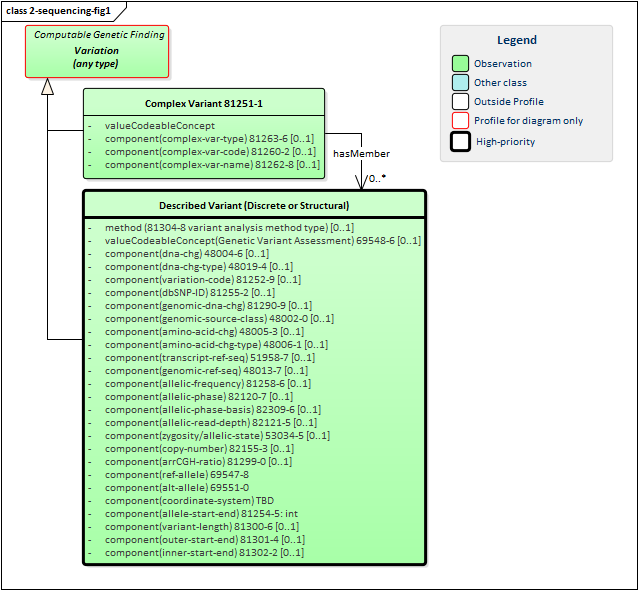 class 2-sequencing-fig1
Computable Genetic Finding
Variation
(any type)
Legend
Observation
Other class
Outside Profile
Profile for diagram only
High-priority
Complex Variant 81251-1
- valueCodeableConcept
- component(complex-var-type) 81263-6 [0..1]
- component(complex-var-code) 81260-2 [0..1]
- component(complex-var-name) 81262-8 [0..1]
hasMember
0..*
Described Variant (Discrete or Structural)
- method (81304-8 variant analysis method type) [0..1]
- valueCodeableConcept(Genetic Variant Assessment) 69548-6 [0..1]
- component(dna-chg) 48004-6 [0..1]
- component(dna-chg-type) 48019-4 [0..1]
- component(variation-code) 81252-9 [0..1]
- component(dbSNP-ID) 81255-2 [0..1]
- component(genomic-dna-chg) 81290-9 [0..1]
- component(genomic-source-class) 48002-0 [0..1]
- component(amino-acid-chg) 48005-3 [0..1]
- component(amino-acid-chg-type) 48006-1 [0..1]
- component(transcript-ref-seq) 51958-7 [0..1]
- component(genomic-ref-seq) 48013-7 [0..1]
- component(allelic-frequency) 81258-6 [0..1]
- component(allelic-phase) 82120-7 [0..1]
- component(allelic-phase-basis) 82309-6 [0..1]
- component(allelic-read-depth) 82121-5 [0..1]
- component(zygosity/allelic-state) 53034-5 [0..1]
- component(copy-number) 82155-3 [0..1]
- component(arrCGH-ratio) 81299-0 [0..1]
- component(ref-allele) 69547-8
- component(alt-allele) 69551-0
- component(coordinate-system) TBD
- component(allele-start-end) 81254-5: int
- component(variant-length) 81300-6 [0..1]
- component(outer-start-end) 81301-4 [0..1]
- component(inner-start-end) 81302-2 [0..1]